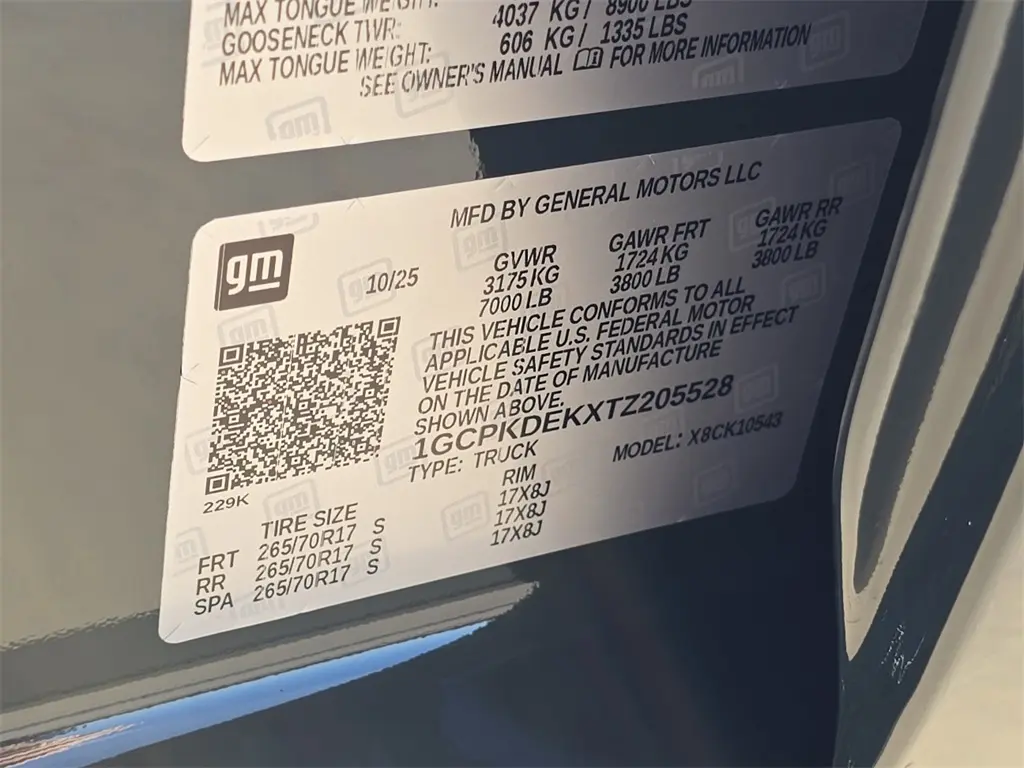 MAX TONGUE WEIGHT:
4037 KG / 8900 LBS
GOOSENECK TWR:
606 KG / 1335 LBS
MAX TONGUE WEIGHT:
SEE OWNER'S MANUAL FOR MORE INFORMATION
MFD BY GENERAL MOTORS LLC
gm
10/25
GVWR
3175 KG
7000 LB
GAWR FRT
1724 KG
3800 LB
GAWR RR
1724 KG
3800 LB
THIS VEHICLE CONFORMS TO ALL
APPLICABLE U.S. FEDERAL MOTOR
VEHICLE SAFETY STANDARDS IN EFFECT
ON THE DATE OF MANUFACTURE
SHOWN ABOVE.
1GCPKDEKXTZ205528
TYPE: TRUCK
MODEL: X8CK10543
229K
TIRE SIZE
RIM
FRT 265/70R17 S 17X8J
RR 265/70R17 S 17X8J
SPA 265/70R17 S 17X8J